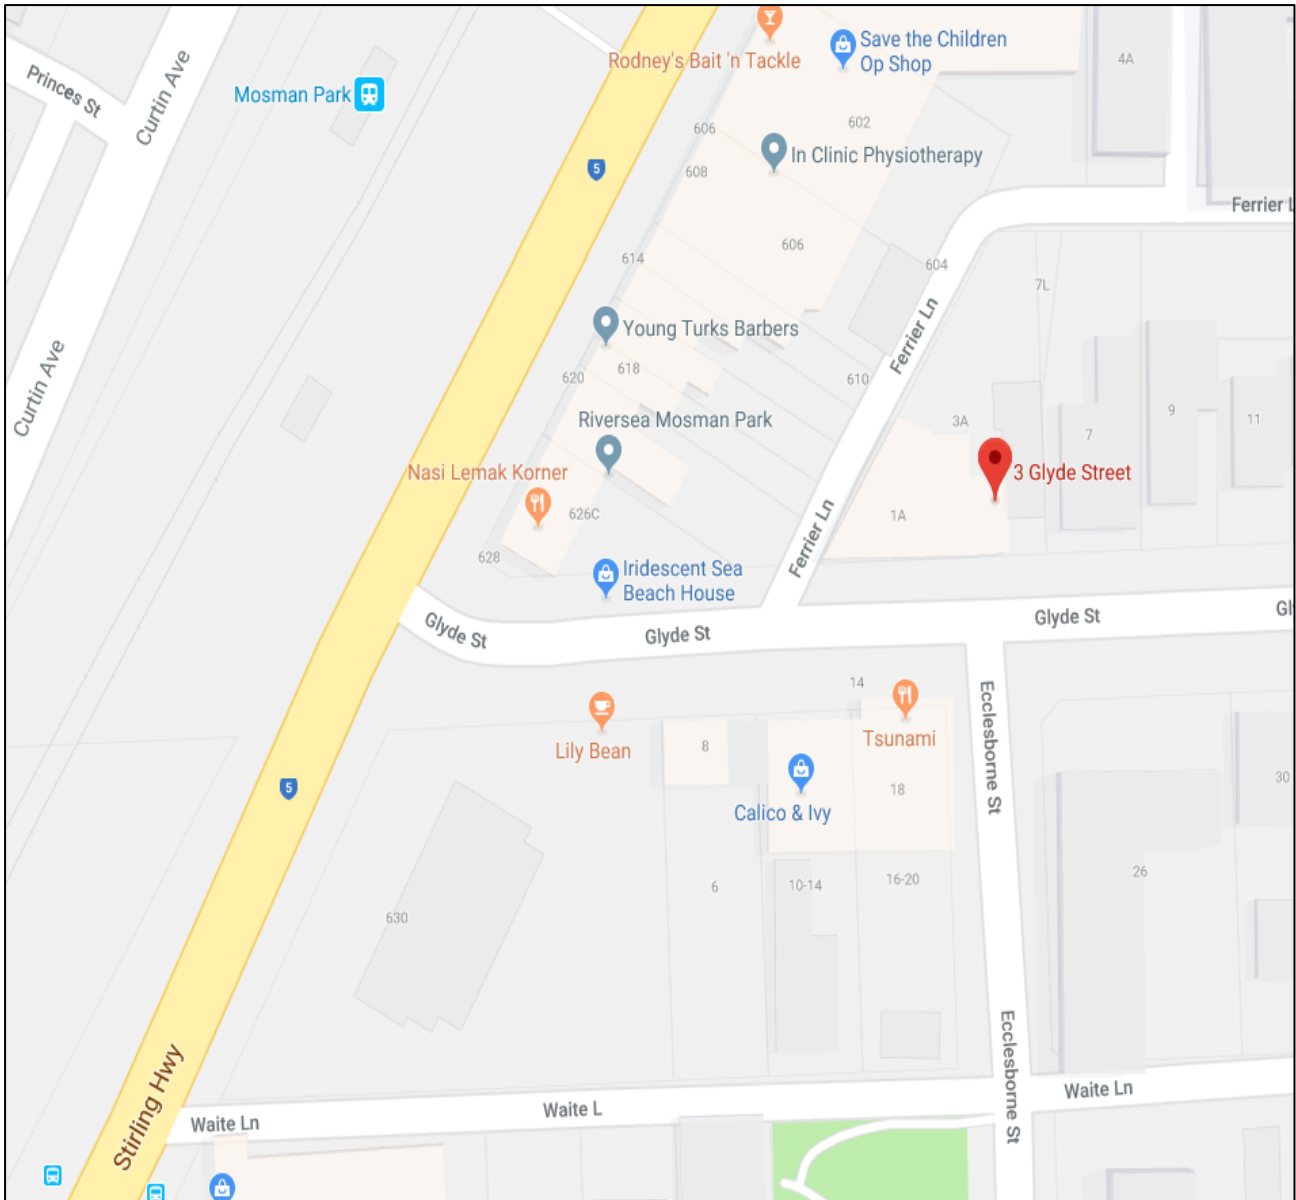 Rodney's Bait 'n Tackle
Save the Children
Op Shop
4A
Princes St
Curtin Ave
Mosman Park
602
606
In Clinic Physiotherapy
5
608
Ferrier L
606
614
604
7L
Young Turks Barbers
Ferrier Ln
618
620
610
Curtin Ave
Riversea Mosman Park
3A
9
11
7
Nasi Lemak Korner
3 Glyde Street
626C
1A
628
Ferrier Ln
Iridescent Sea
Beach House
Glyde St
Glyde St
Glyde St
Gl
14
Ecclesborne St
Lily Bean
8
Tsunami
5
Calico & Ivy
18
30
6
10-14
16-20
26
630
Ecclesborne St
Stirling Hwy
Waite Ln
Waite L
Waite Ln